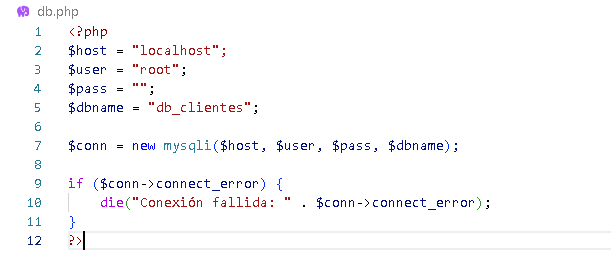 db.php
1 <?php
2 $host = "localhost";
3 $user = "root";
4 $pass = "";
5 $dbname = "db_clientes";
6
7 $conn = new mysqli($host, $user, $pass, $dbname);
8
9 if ($conn->connect_error) {
10 die("Conexión fallida: " . $conn->connect_error);
11 }
12 ?>